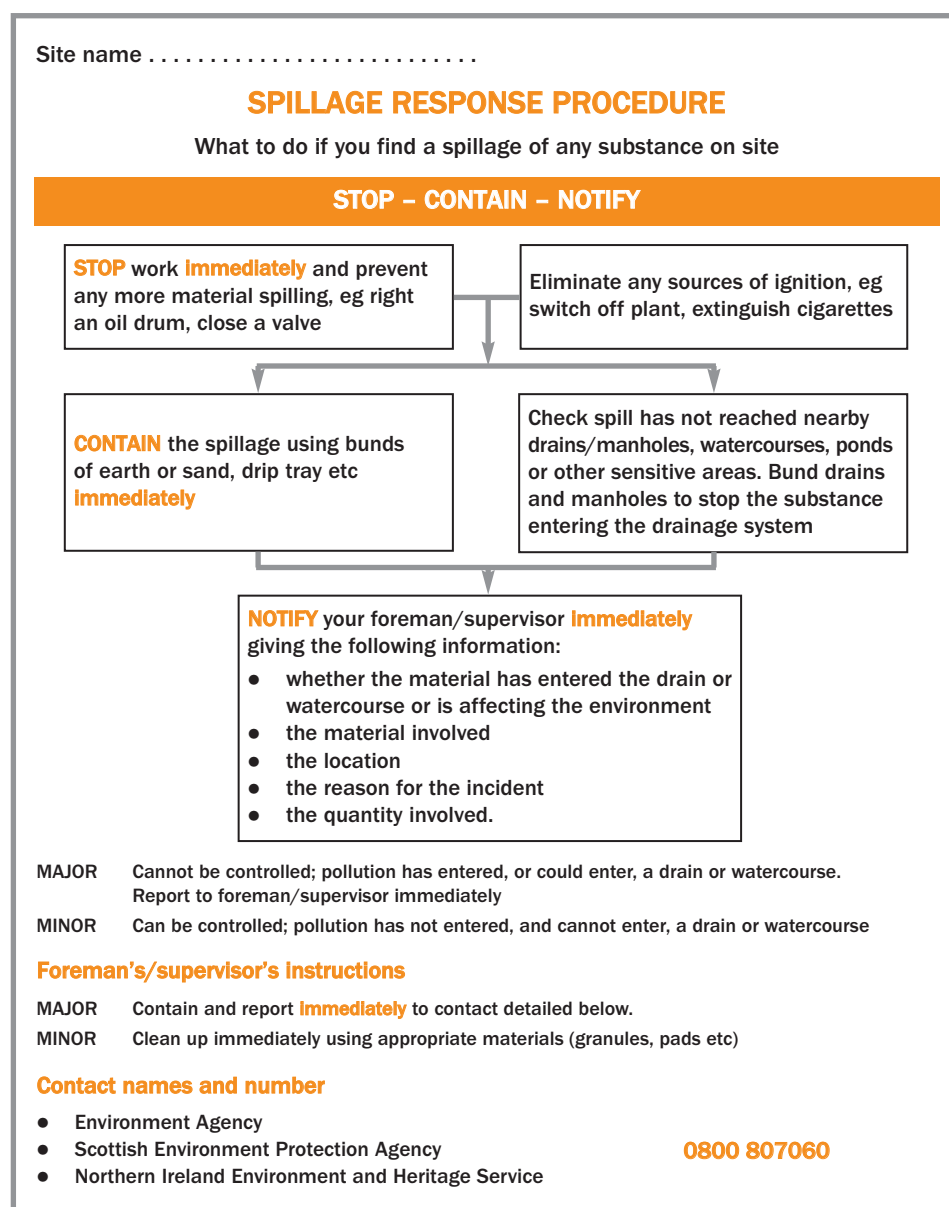 Site name . . . . . . . . . . . . . . . . . . . . . . . . . . .
SPILLAGE RESPONSE PROCEDURE
What to do if you find a spillage of any substance on site
STOP – CONTAIN – NOTIFY
STOP work immediately and prevent
any more material spilling, eg right
an oil drum, close a valve
Eliminate any sources of ignition, eg
switch off plant, extinguish cigarettes
CONTAIN the spillage using bunds
of earth or sand, drip tray etc
immediately
Check spill has not reached nearby
drains/manholes, watercourses, ponds
or other sensitive areas. Bund drains
and manholes to stop the substance
entering the drainage system
NOTIFY your foreman/supervisor immediately
giving the following information:
● whether the material has entered the drain or
watercourse or is affecting the environment
● the material involved
● the location
● the reason for the incident
● the quantity involved.
MAJOR Cannot be controlled; pollution has entered, or could enter, a drain or watercourse.
Report to foreman/supervisor immediately
MINOR Can be controlled; pollution has not entered, and cannot enter, a drain or watercourse
Foreman's/supervisor's instructions
MAJOR Contain and report immediately to contact detailed below.
MINOR Clean up immediately using appropriate materials (granules, pads etc)
Contact names and number
● Environment Agency
● Scottish Environment Protection Agency 0800 807060
● Northern Ireland Environment and Heritage Service